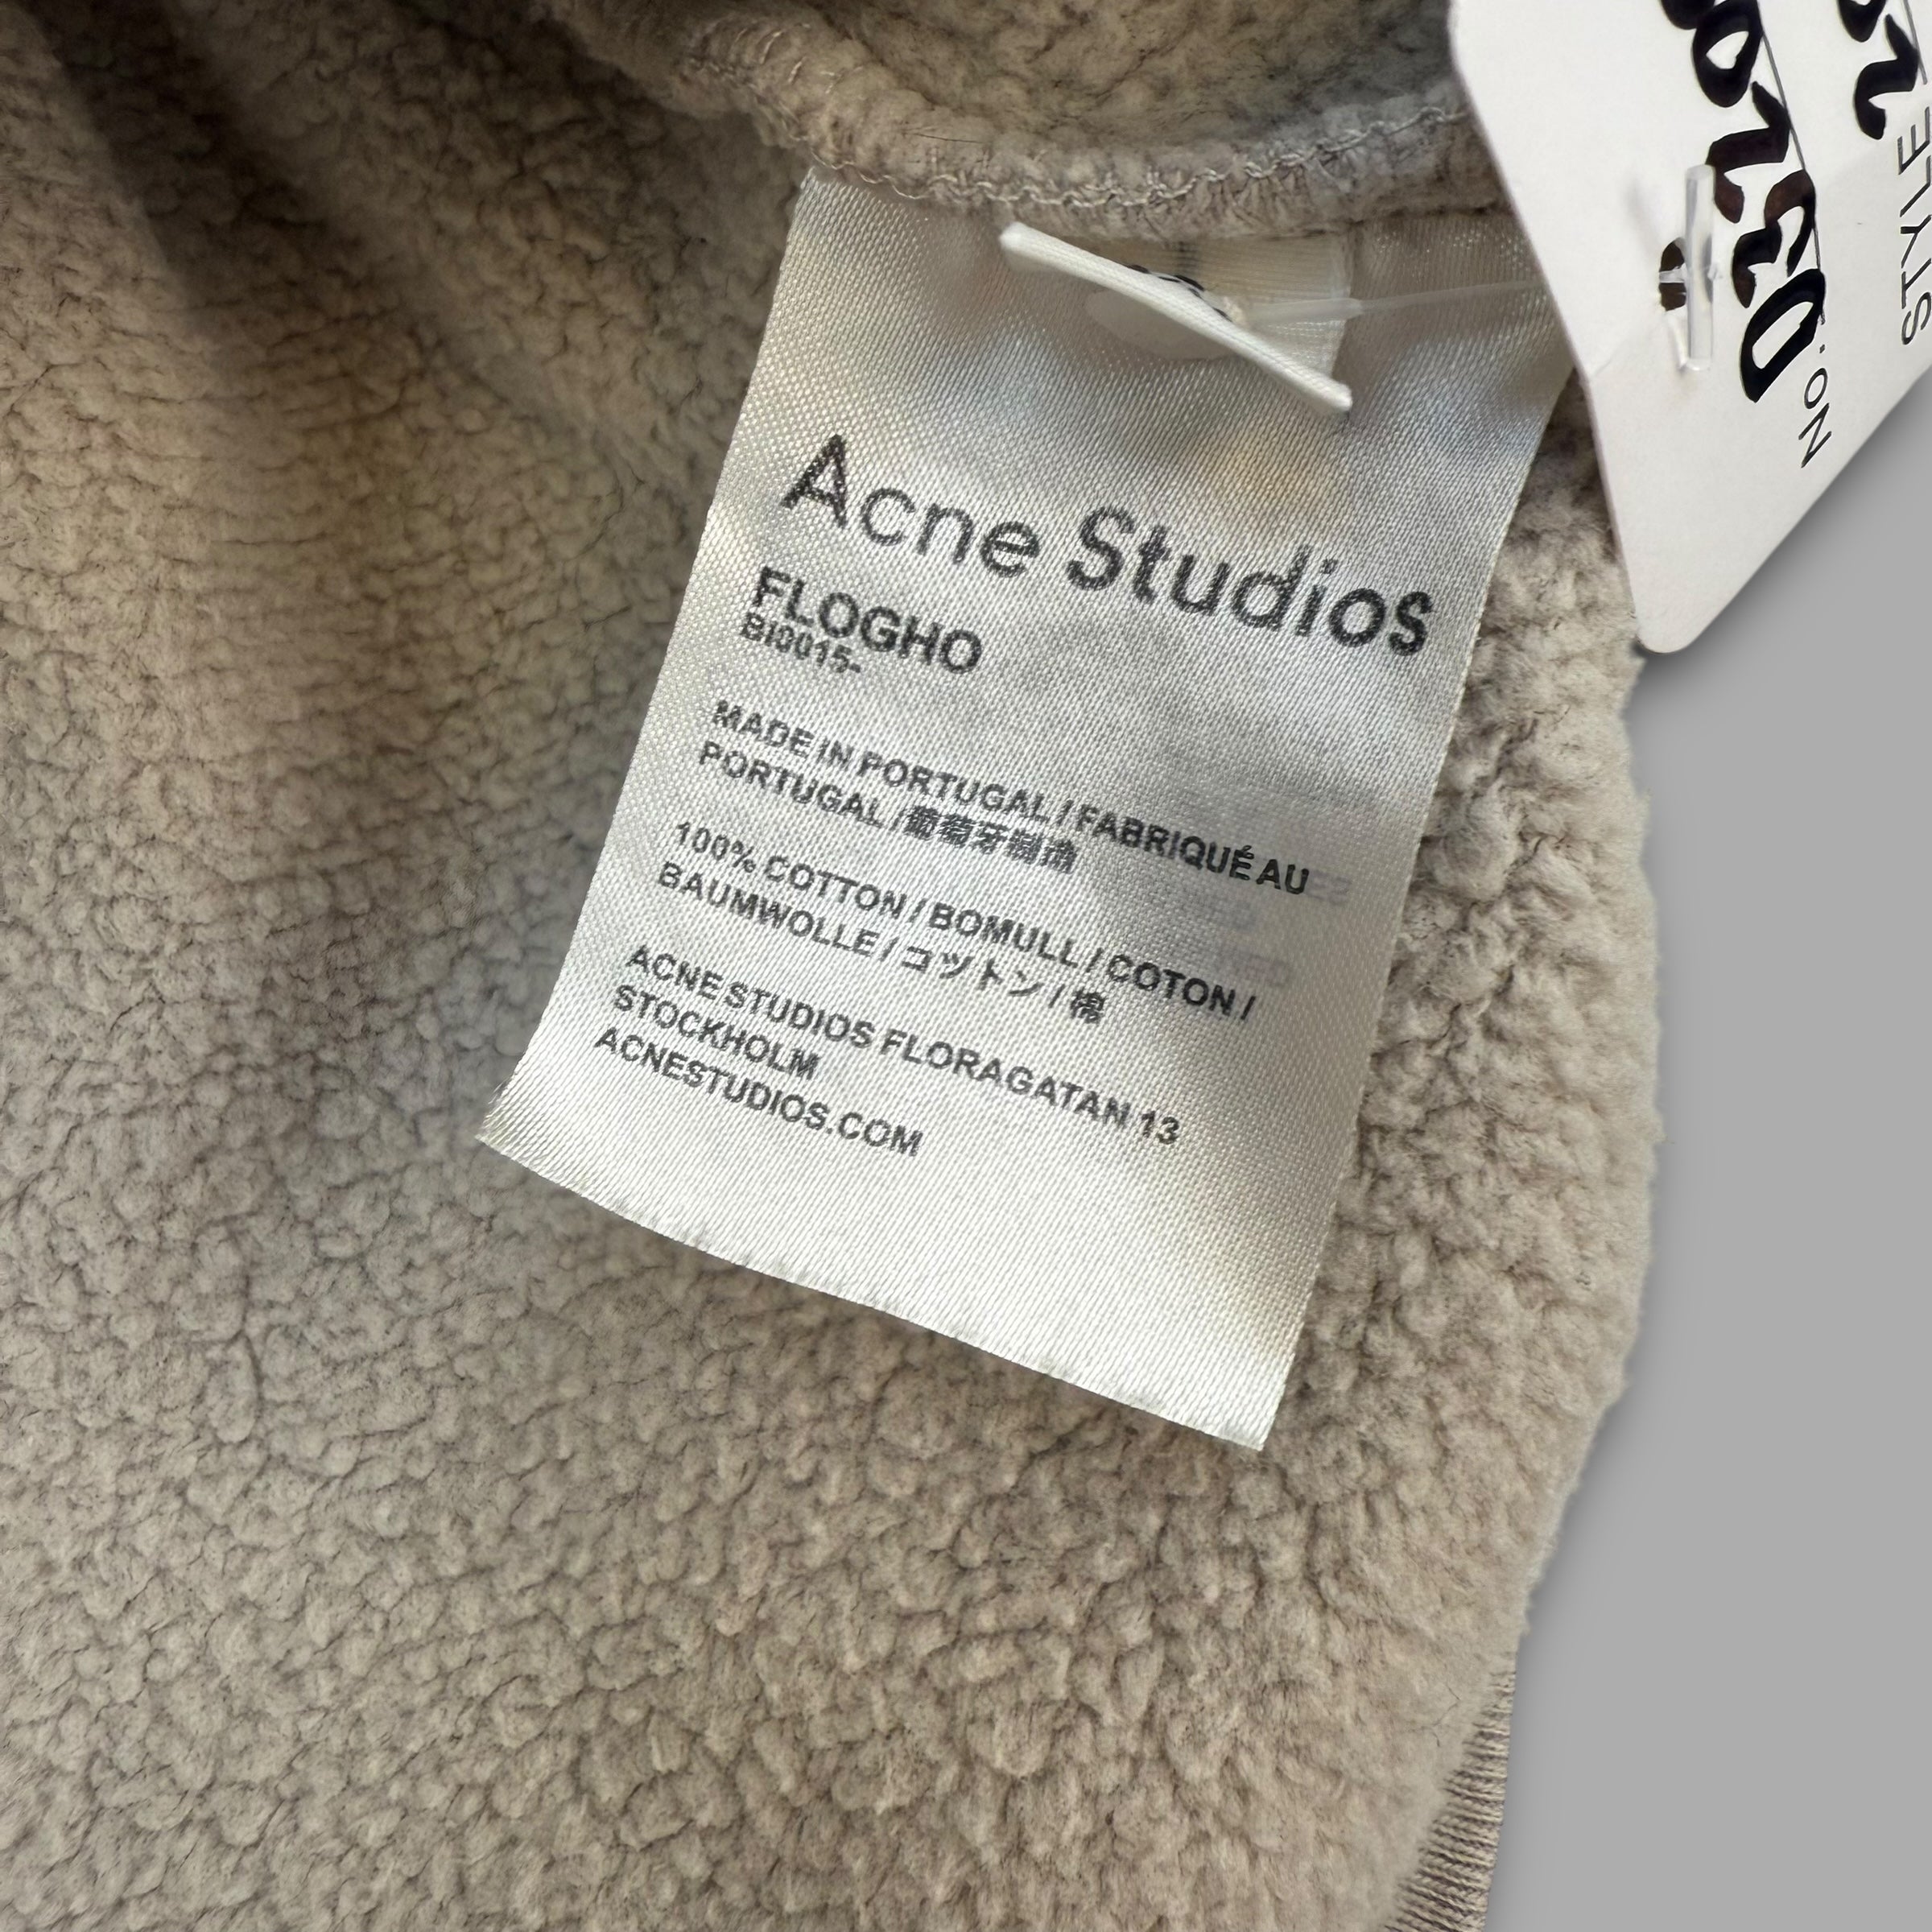 Acne Studios
FLOGHO
BI0015-
MADE IN PORTUGAL / FABRIQUÉ AU
PORTUGAL / 葡萄牙制造
100% COTTON / BOMULL / COTON /
BAUMWOLLE / コットン / 棉
ACNE STUDIOS FLORAGATAN 13
STOCKHOLM
ACNESTUDIOS.COM
NO.
STYLE